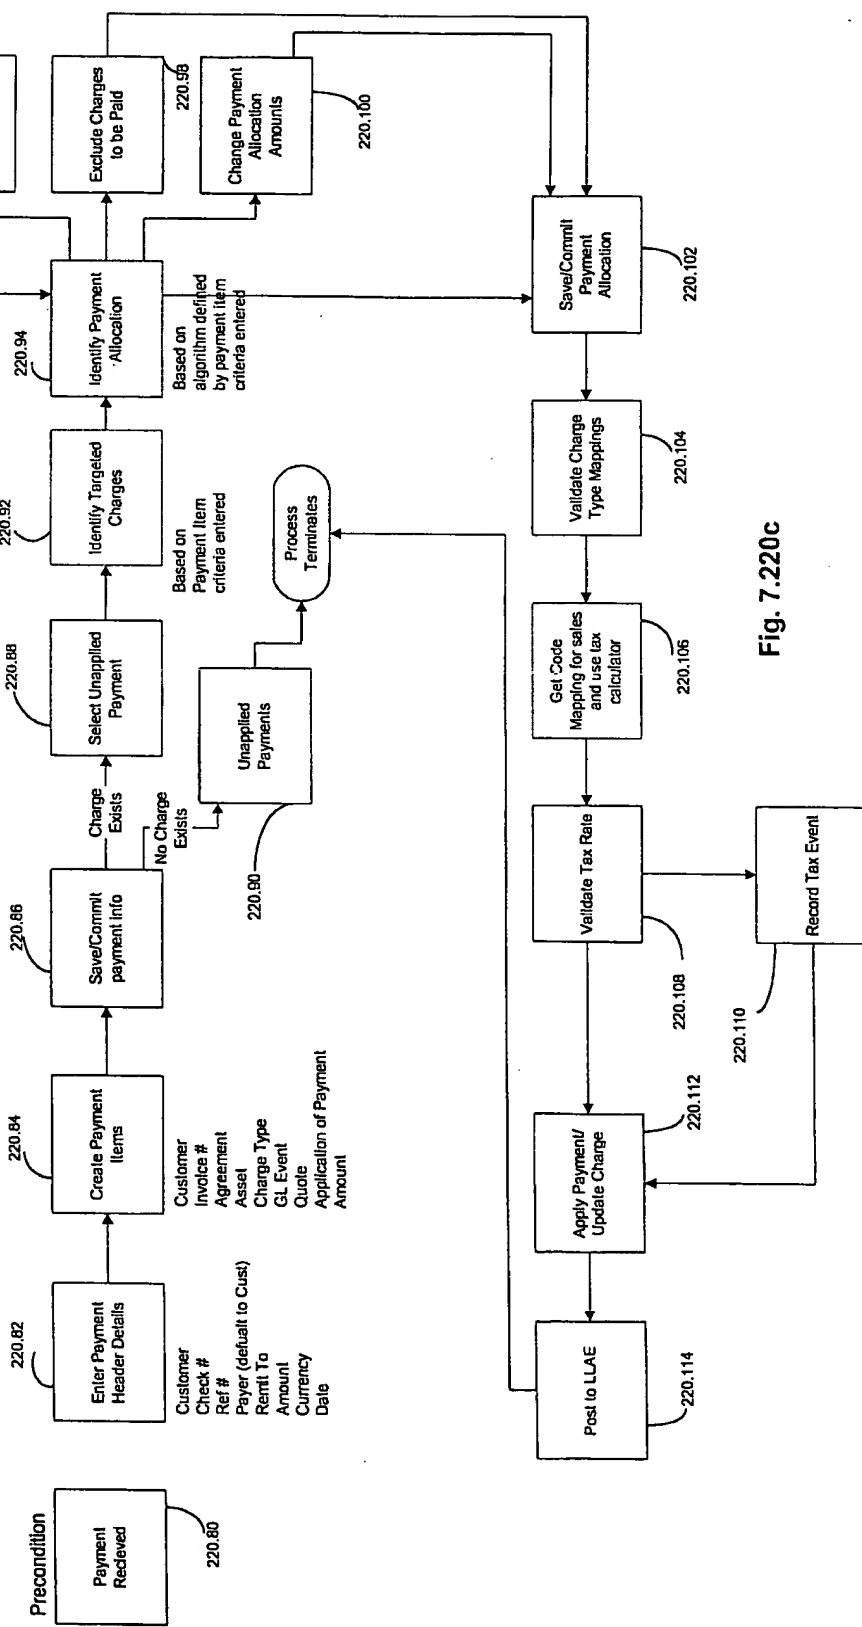 Precondition
Payment
Recieved
220.80
220.82
Enter Payment
Header Details
Customer
Check #
Ref #
Payer (defualt to Cust)
Remit To
Amount
Currency
Date
220.84
Create Payment
Items
Customer
Invoice #
Agreement
Asset
Charge Type
GL Event
Quote
Application of Payment
Amount
220.86
Save/Commit
payment info
Charge
Exists
No Charge
Exists
220.88
Select Unapplied
Payment
220.90
Unapplied
Payments
Process
Terminates
220.92
Identify Targeted
Charges
Based on
Payment Item
criteria entered
220.94
Identify Payment
Allocation
Based on
algorithm defined
by payment item
criteria entered
Exclude Charges
to be Paid
220.98
Change Payment
Allocation
Amounts
220.100
Save/Commit
Payment
Allocation
220.102
Validate Charge
Type Mappings
220.104
Get Code
Mapping for sales
and use tax
calculator
220.106
Validate Tax Rate
220.108
Record Tax Event
220.110
Apply Payment/
Update Charge
220.112
Post to LLAE
220.114
Fig. 7.220c